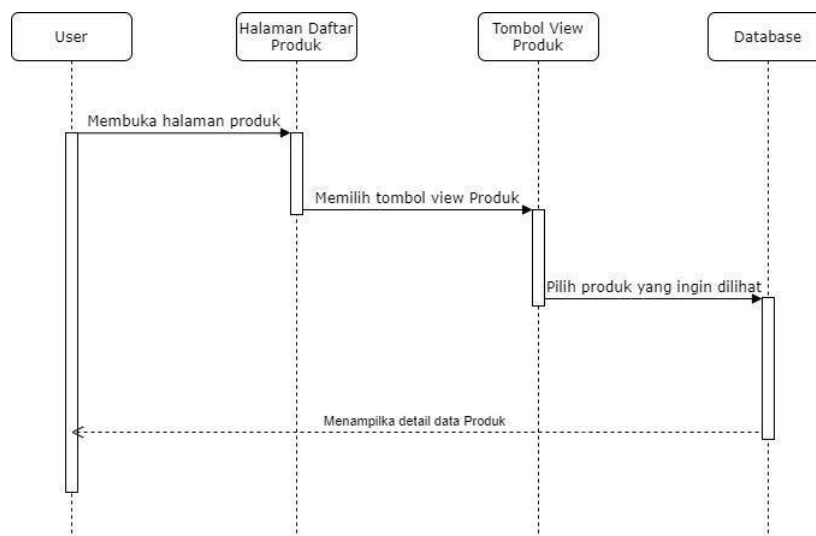 User
Halaman Daftar
Produk
Tombol View
Produk
Database
Membuka halaman produk
Memilih tombol view Produk
Pilih produk yang ingin dilihat
Menampilka detail data Produk